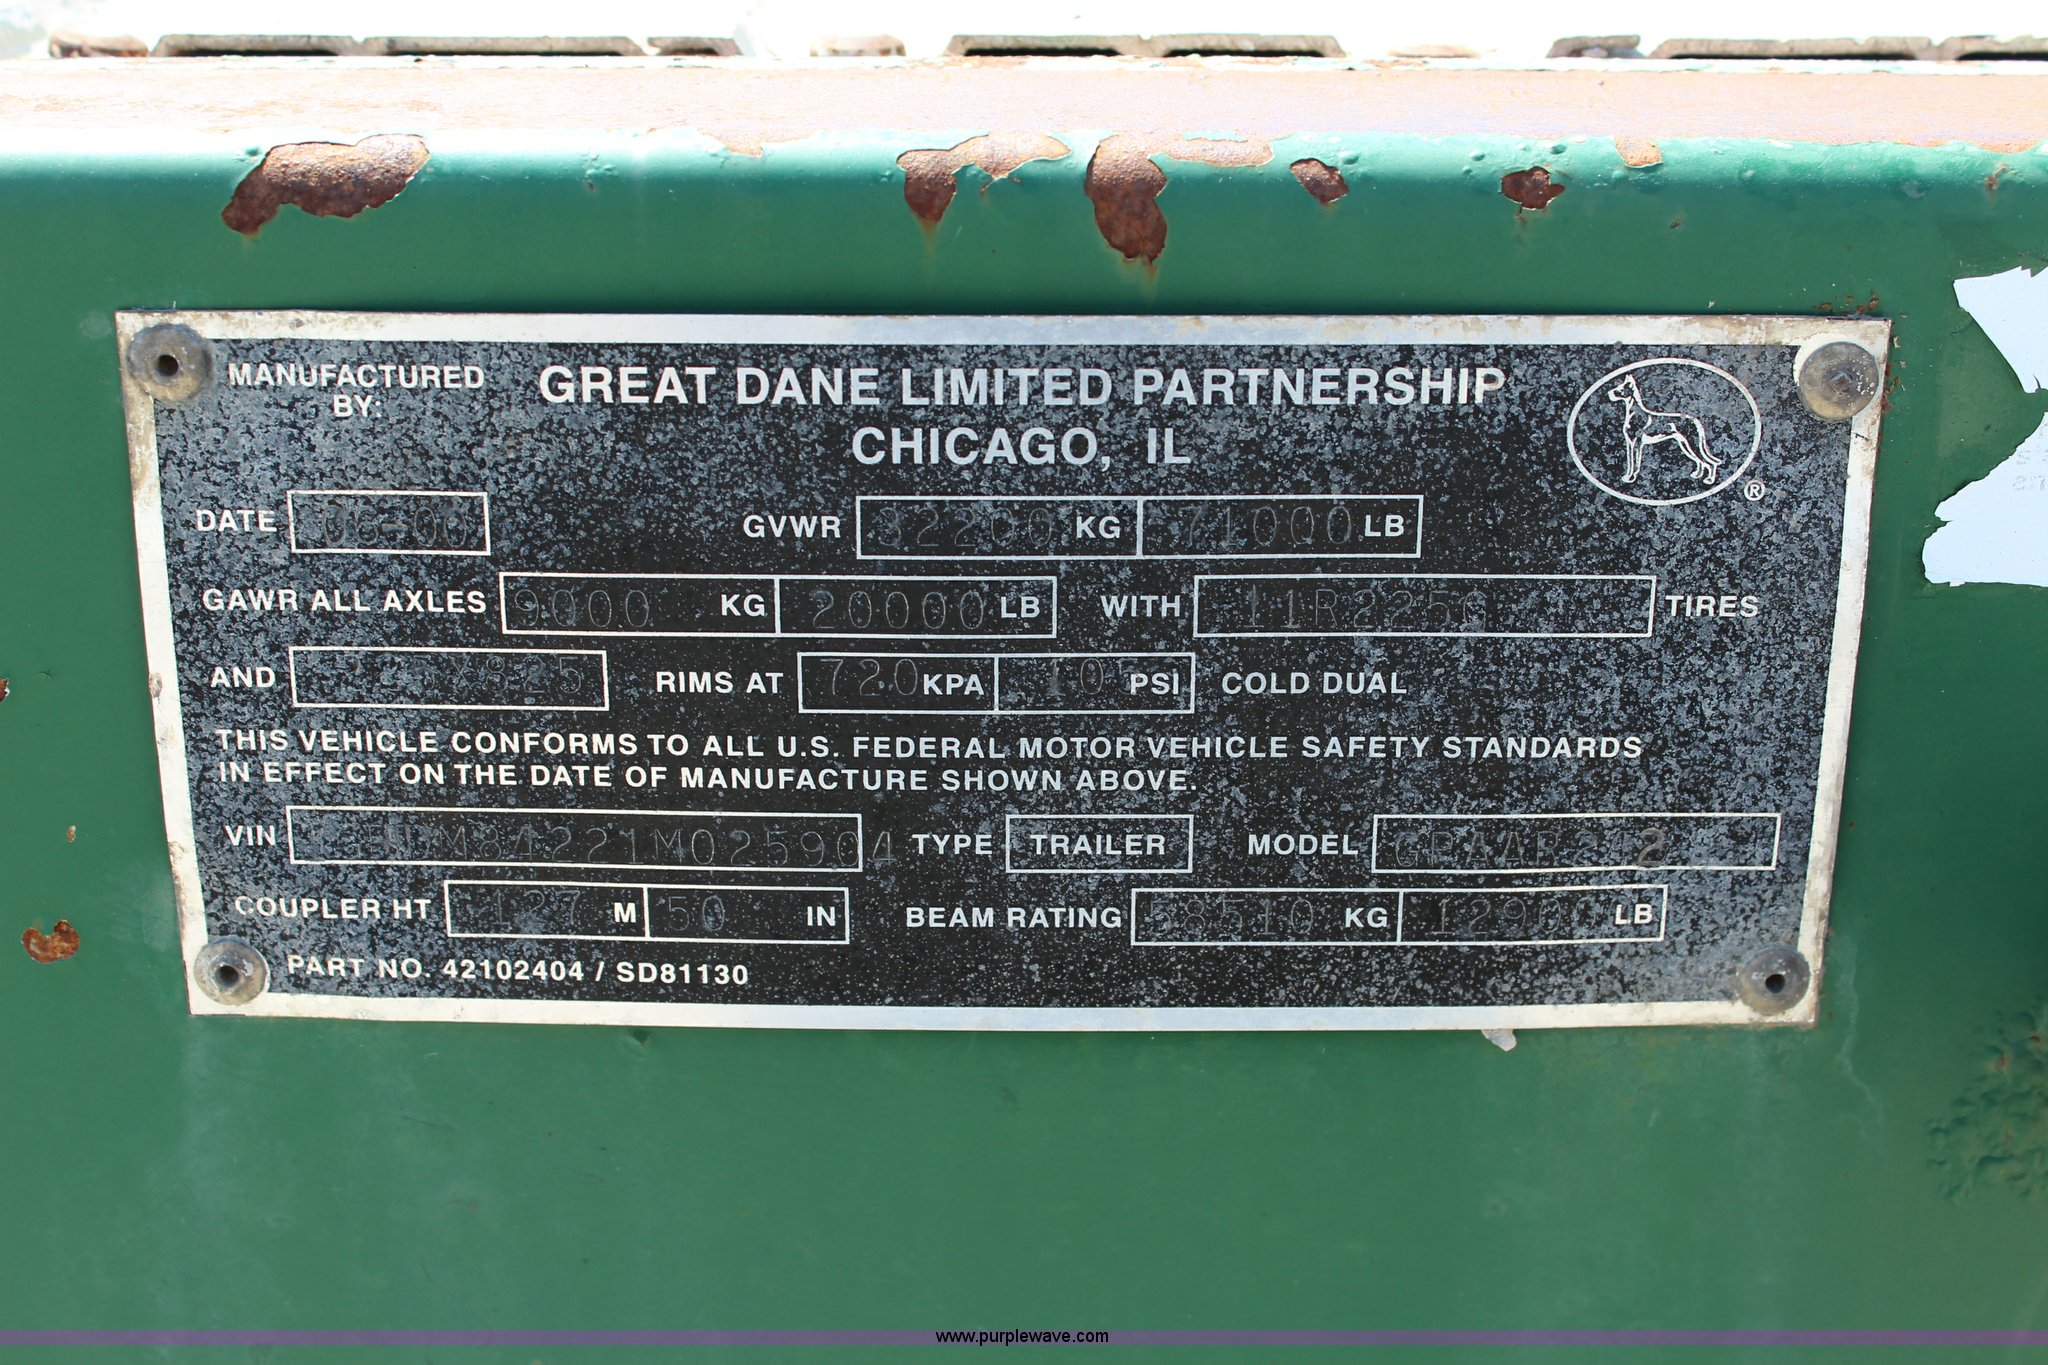 MANUFACTURED BY: GREAT DANE LIMITED PARTNERSHIP
CHICAGO, IL
®
DATE GVWR 32200 KG 71000 LB
GAWR ALL AXLES 9000 KG 20000 LB WITH TIRES
AND RIMS AT 720 KPA PSI COLD DUAL
THIS VEHICLE CONFORMS TO ALL U.S. FEDERAL MOTOR VEHICLE SAFETY STANDARDS
IN EFFECT ON THE DATE OF MANUFACTURE SHOWN ABOVE.
VIN TYPE TRAILER MODEL
COUPLER HT M 50 IN BEAM RATING 58510 KG LB
PART NO. 42102404 / SD81130
www.purplewave.com